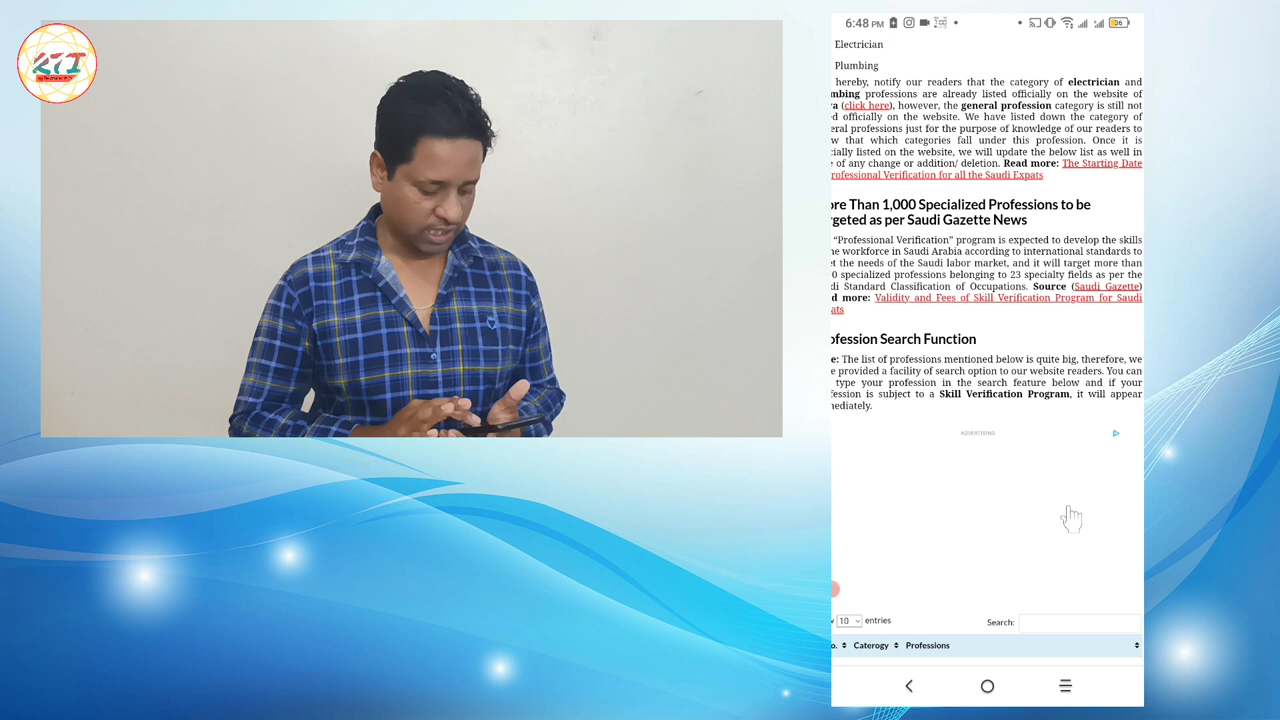 KTI
6:48 PM
36
Electrician
Plumbing
hereby, notify our readers that the category of electrician and
mbing professions are already listed officially on the website of
a (click here), however, the general profession category is still not
d officially on the website. We have listed down the category of
eral professions just for the purpose of knowledge of our readers to
w that which categories fall under this profession. Once it is
ially listed on the website, we will update the below list as well in
e of any change or addition/ deletion. Read more: The Starting Date
rofessional Verification for all the Saudi Expats
ore Than 1,000 Specialized Professions to be
rgeted as per Saudi Gazette News
“Professional Verification” program is expected to develop the skills
ne workforce in Saudi Arabia according to international standards to
et the needs of the Saudi labor market, and it will target more than
0 specialized professions belonging to 23 specialty fields as per the
di Standard Classification of Occupations. Source (Saudi Gazette)
d more: Validity and Fees of Skill Verification Program for Saudi
ats
ofession Search Function
e: The list of professions mentioned below is quite big, therefore, we
e provided a facility of search option to our website readers. You can
type your profession in the search feature below and if your
fession is subject to a Skill Verification Program, it will appear
nediately.
ADVERTISING
w 10 entries Search:
o. Caterogy Professions